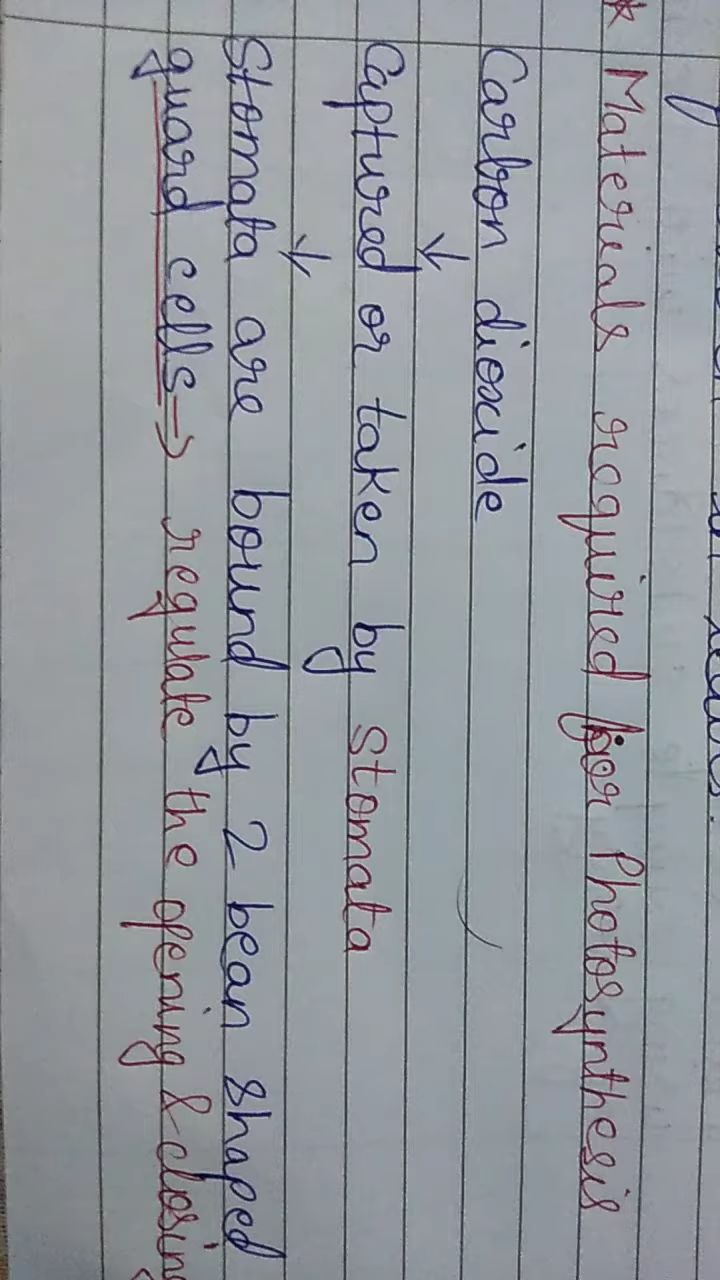 * Materials required for Photosynthesis
Carbon dioxide
↓
Captured or taken by stomata
↓
Stomata are bound by 2 bean shaped
guard cells → regulate the opening & closing